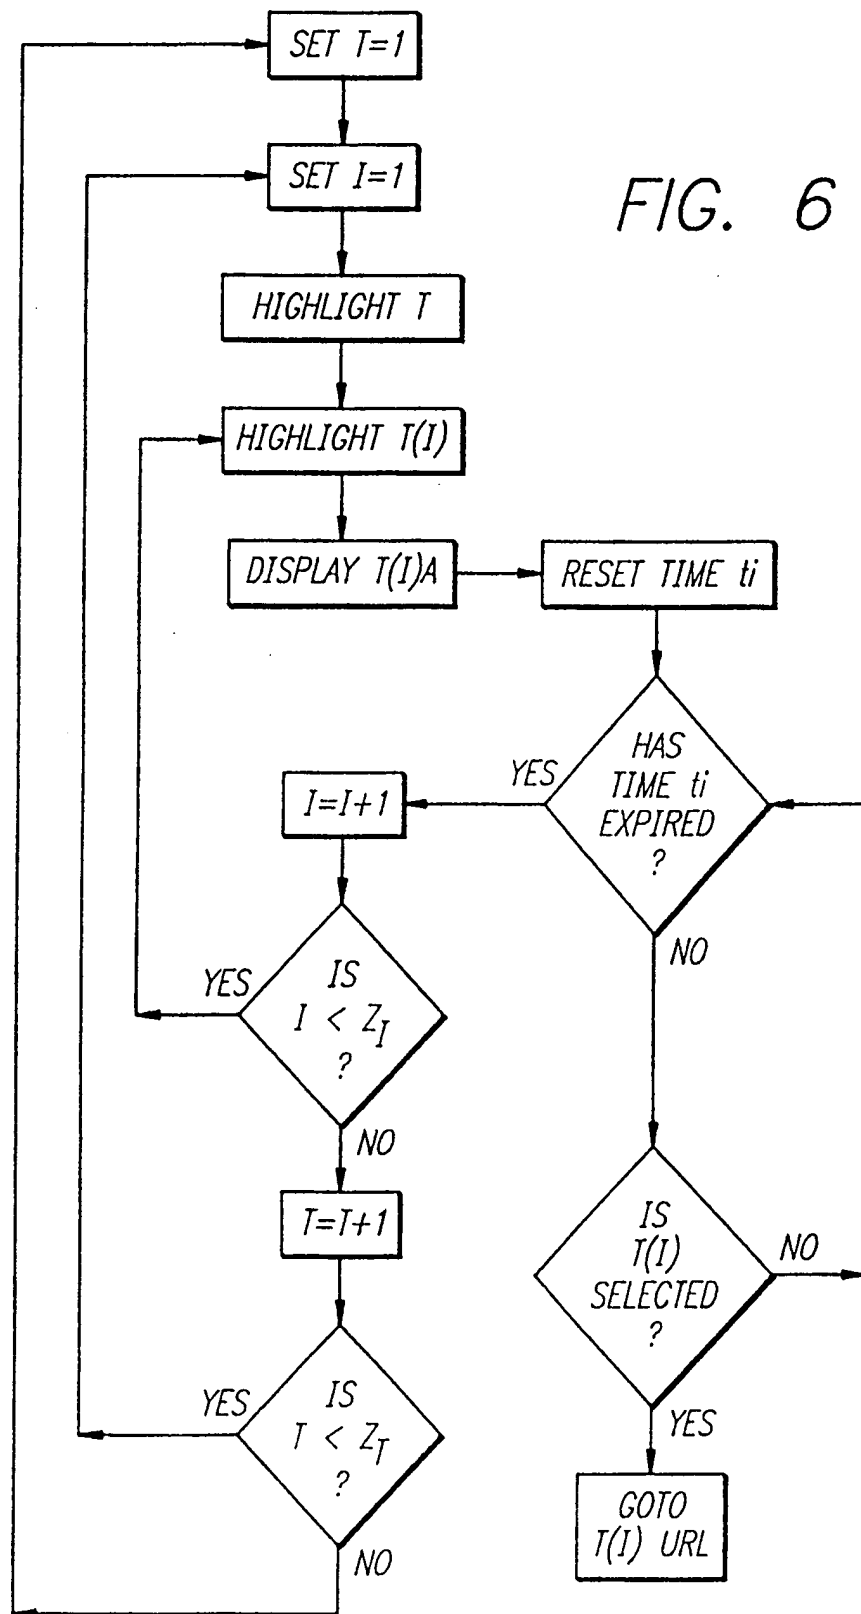 SET T=1
SET I=1
FIG. 6
HIGHLIGHT T
HIGHLIGHT T(I)
DISPLAY T(I)A
RESET TIME ti
HAS
TIME ti
EXPIRED
?
YES
NO
I=I+1
IS
I < Z_I
?
YES
NO
T=T+1
IS
T < Z_T
?
YES
NO
IS
T(I)
SELECTED
?
NO
YES
GOTO
T(I) URL